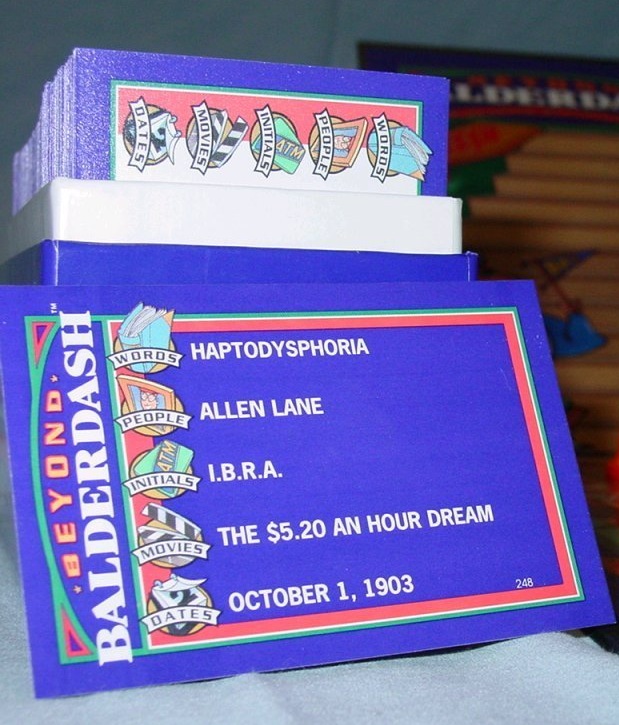 DATES
MOVIES
INITIALS
ATM
PEOPLE
WORDS
BEYOND
BALDERDASH
™
WORDS HAPTODYSPHORIA
PEOPLE ALLEN LANE
ATM
INITIALS I.B.R.A.
MOVIES THE $5.20 AN HOUR DREAM
DATES OCTOBER 1, 1903
248